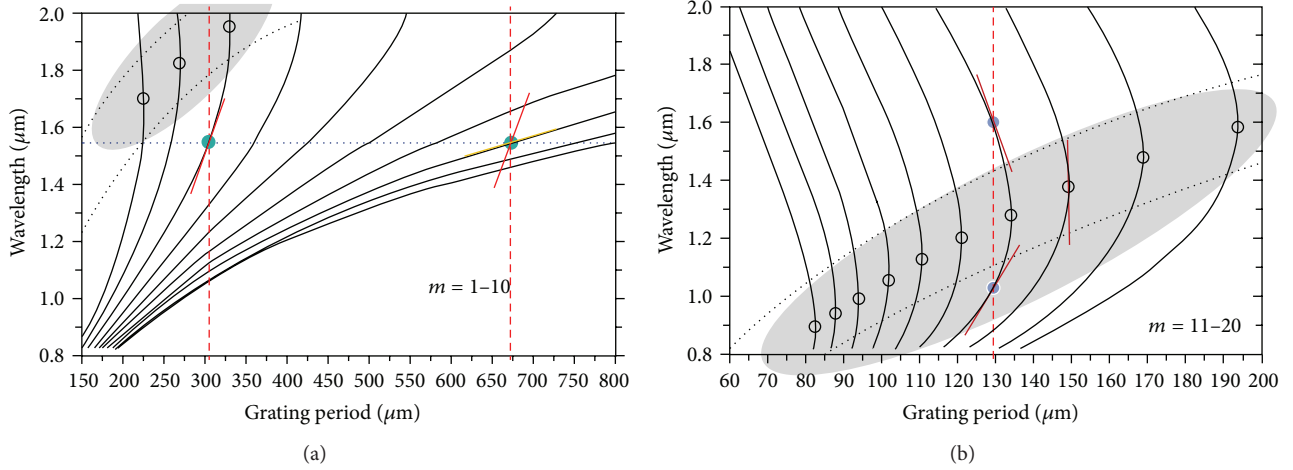 2.0
1.8
1.6
1.4
1.2
1.0
0.8
Wavelength (μm)
150 200 250 300 350 400 450 500 550 600 650 700 750 800
Grating period (μm)
m = 1–10
(a)
2.0
1.8
1.6
1.4
1.2
1.0
0.8
Wavelength (μm)
60 70 80 90 100 110 120 130 140 150 160 170 180 190 200
Grating period (μm)
m = 11–20
(b)